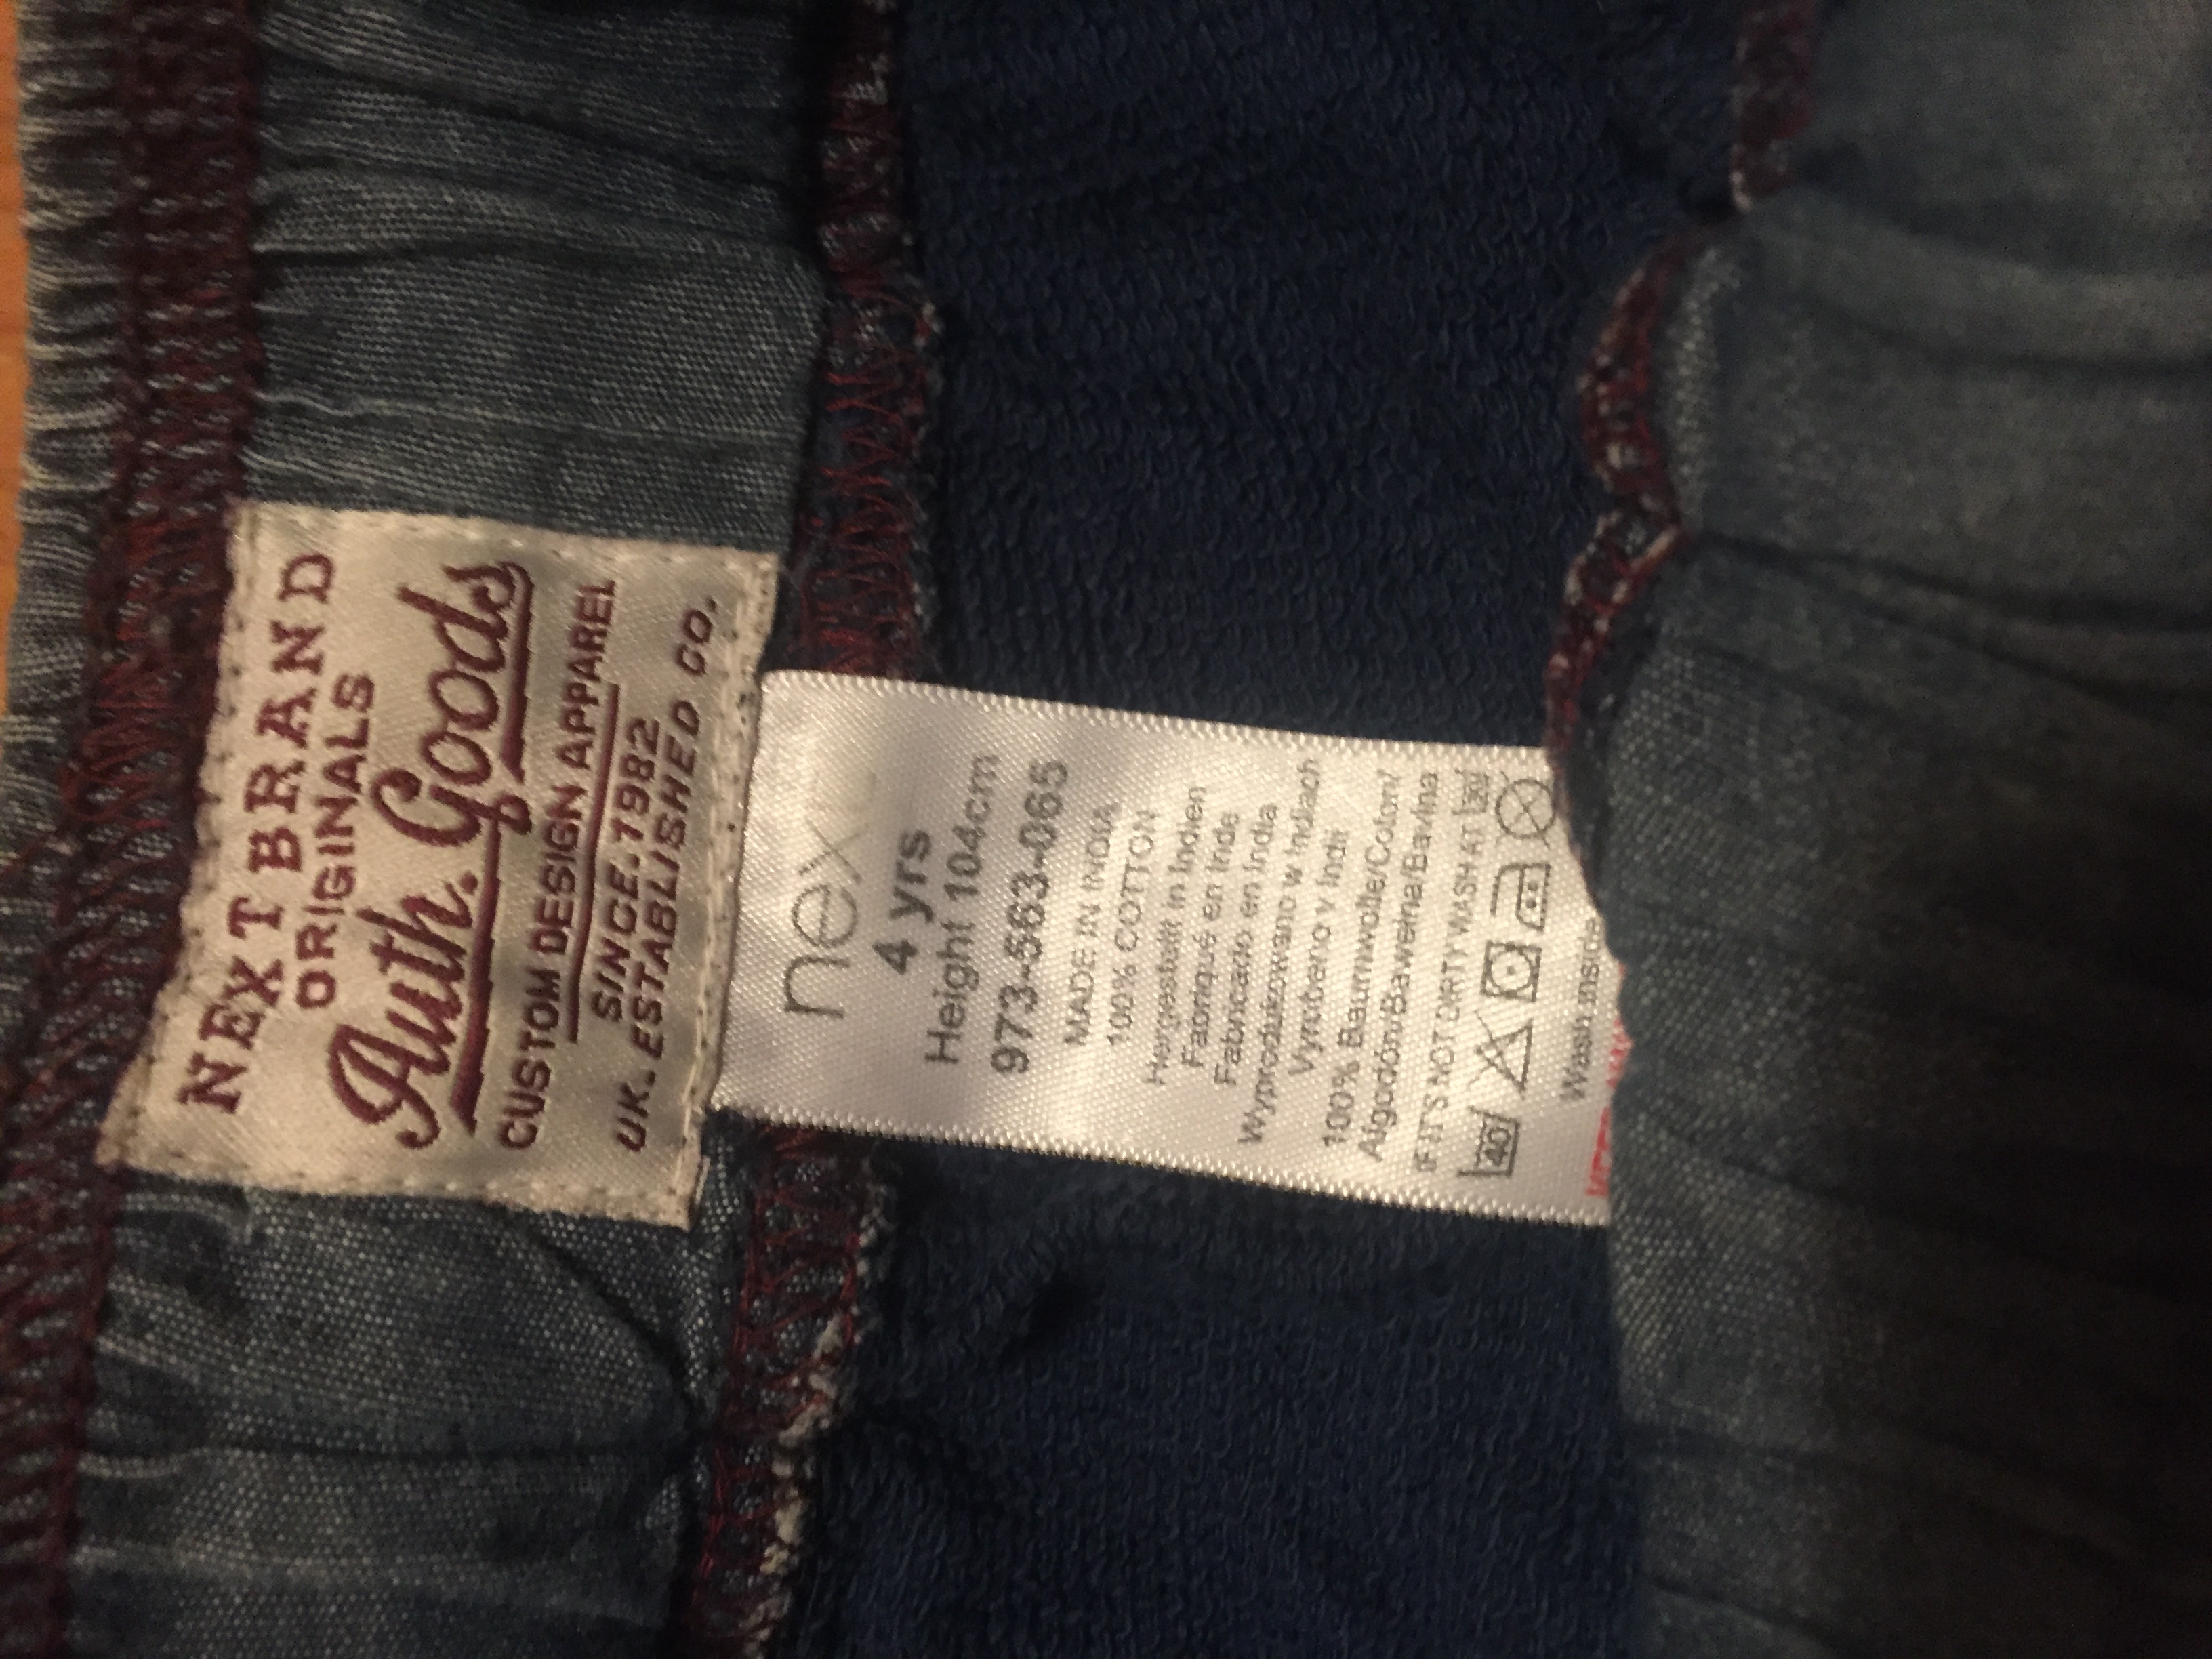 NEXT BRAND
ORIGINALS
Auth. Goods
CUSTOM DESIGN APPAREL
SINCE.1982
UK. ESTABLISHED CO.
nex
4 yrs
Height 104cm
973-563-065
MADE IN INDIA
100% COTTON
Hergestellt in Indien
Fabriqué en Inde
Fabricado en India
Wyprodukowano w Indiach
Vyrobeno v Indii
100% Baumwolle/Coton/
Algodón/Bawełna/Bavlna
IF IT'S NOT DIRTY WASH AT 30
40
Wash inside